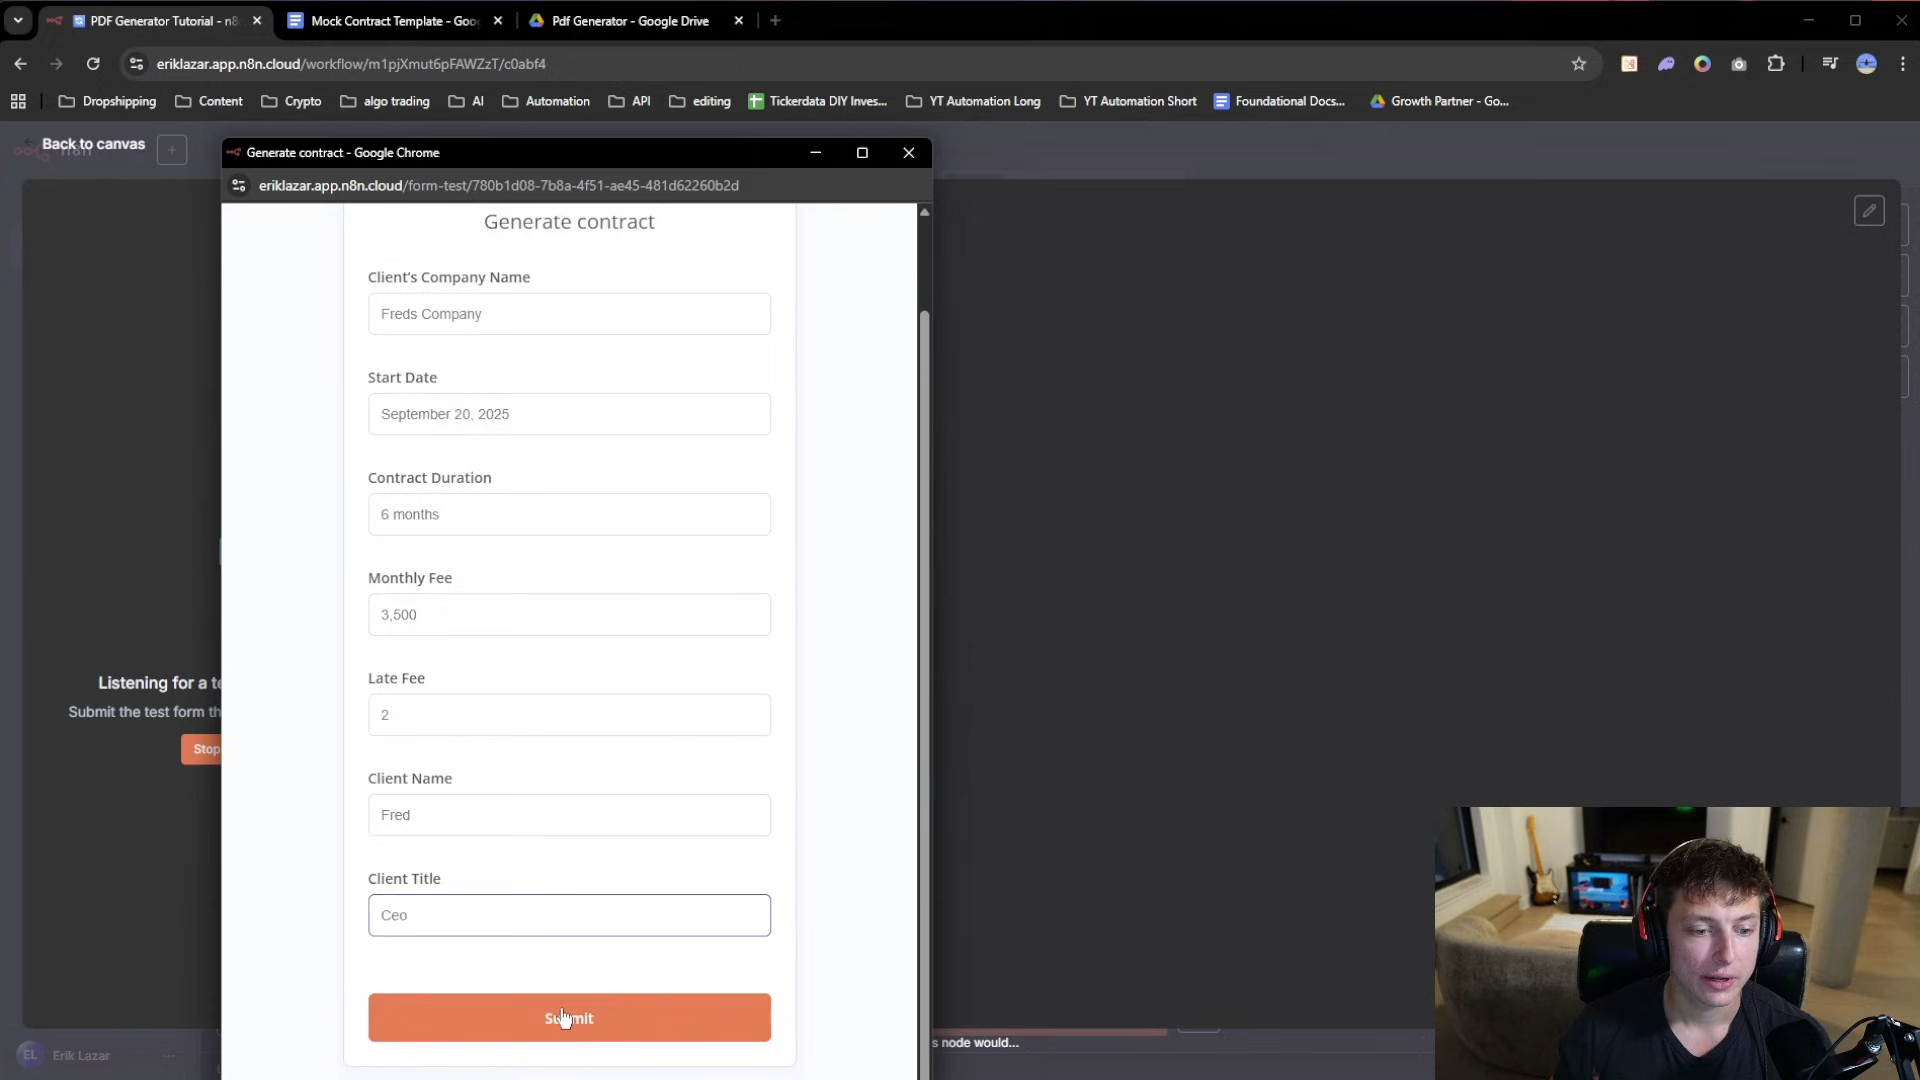 PDF Generator Tutorial - n8
Mock Contract Template - Goog
Pdf Generator - Google Drive
eriklazar.app.n8n.cloud/workflow/m1pjXmut6pFAWZzT/c0abf4
Dropshipping
Content
Crypto
algo trading
AI
Automation
API
editing
Tickerdata DIY Inves...
YT Automation Long
YT Automation Short
Foundational Docs...
Growth Partner - Go...
Back to canvas
Generate contract - Google Chrome
eriklazar.app.n8n.cloud/form-test/780b1d08-7b8a-4f51-ae45-481d62260b2d
Generate contract
Client's Company Name
Freds Company
Start Date
September 20, 2025
Contract Duration
6 months
Monthly Fee
3,500
Late Fee
2
Client Name
Fred
Client Title
Ceo
Submit
Listening for a te
Submit the test form th
Stop
EL
Erik Lazar
s node would...